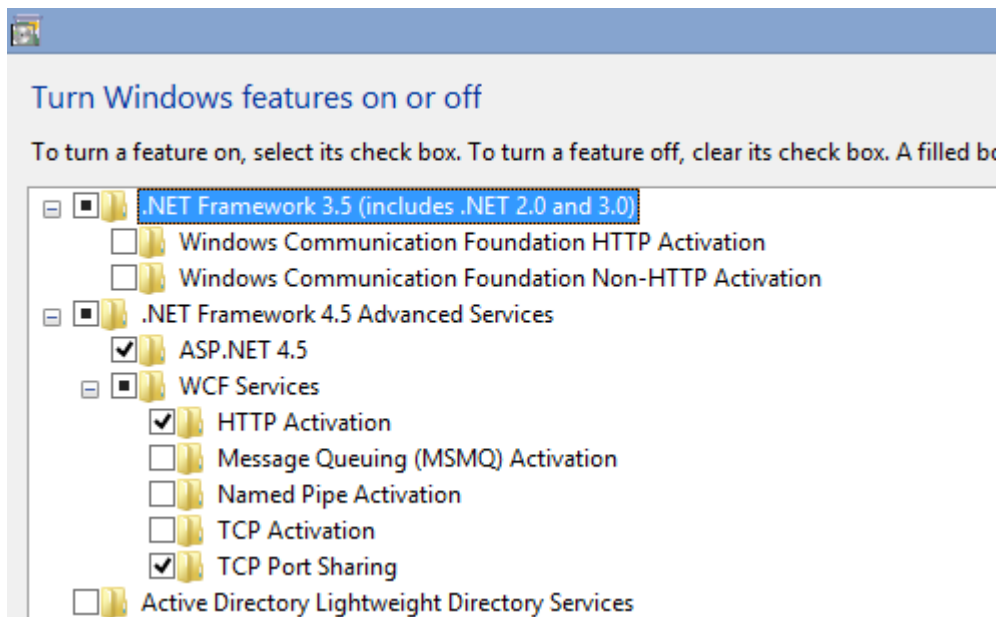 Turn Windows features on or off
To turn a feature on, select its check box. To turn a feature off, clear its check box. A filled
.NET Framework 3.5 (includes .NET 2.0 and 3.0)
Windows Communication Foundation HTTP Activation
Windows Communication Foundation Non-HTTP Activation
.NET Framework 4.5 Advanced Services
ASP.NET 4.5
WCF Services
HTTP Activation
Message Queuing (MSMQ) Activation
Named Pipe Activation
TCP Activation
TCP Port Sharing
Active Directory Lightweight Directory Services